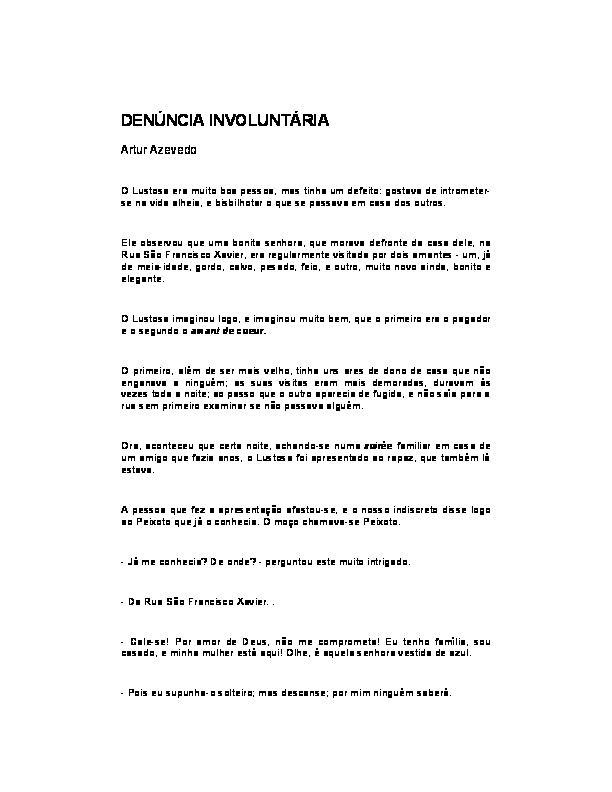 DENÚNCIA INVOLUNTÁRIA
Artur Azevedo
O Lustosa era muito boa pessoa, mas tinha um defeito: gostava de intrometer-
se na vida alheia, e bisbilhotar o que se passava em casa dos outros.
Ele observou que uma bonita senhora, que morava defronte da casa dele, na
Rua São Francisco Xavier, era regularmente visitada por dois amantes - um, já
de meia-idade, gordo, calvo, pesado, feio, e outro, muito novo ainda, bonito e
elegante.
O Lustosa imaginou logo, e imaginou muito bem, que o primeiro era o pagador
e o segundo o amant de coeur.
O primeiro, além de ser mais velho, tinha uns ares de dono de casa que não
enganava a ninguém; as suas visitas eram mais demoradas, duravam às
vezes toda a noite; ao passo que o outro aparecia de fugida, e não saía para a
rua sem primeiro examinar se não passava alguém.
Ora, aconteceu que certa noite, achando-se numa soirée familiar em casa de
um amigo que fazia anos, o Lustosa foi apresentado ao rapaz, que também lá
estava.
A pessoa que fez a apresentação afastou-se, e o nosso indiscreto disse logo
ao Peixoto que já o conhecia. O moço chamava-se Peixoto.
- Já me conhecia? De onde? - perguntou este muito intrigado.
- Da Rua São Francisco Xavier. .
- Cale-se! Por amor de Deus, não me comprometa! Eu tenho família, sou
casado, e minha mulher está aqui! Olhe, é aquela senhora vestida de azul.
- Pois eu supunha-o solteiro; mas descanse; por mim ninguém saberá.